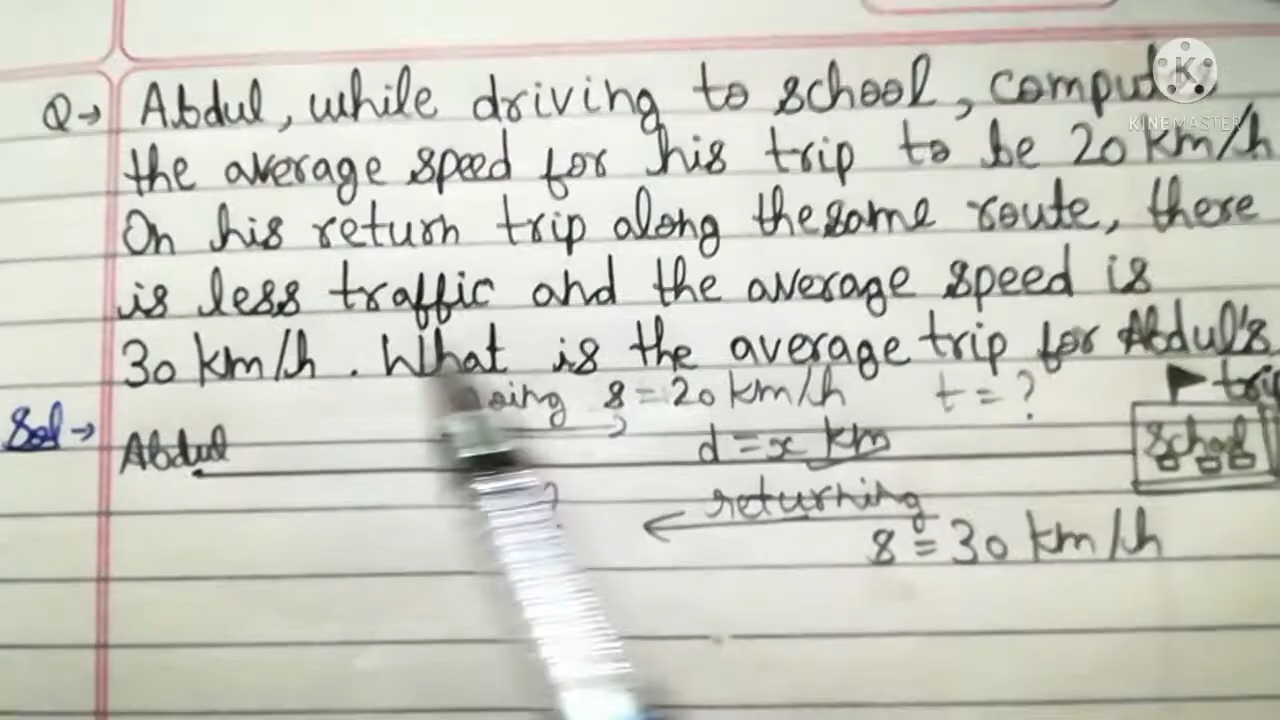 Q→ Abdul, while driving to school,
the average speed for his trip to be 20 km/h
On his return trip along the same route, there
is less traffic and the average speed is
30 km/h. What is the average trip for Abdul's
trip
s = 20 km/h t = ?
Sol→ Abdul d = x km School
returning
s = 30 km/h
K
KINEMASTER